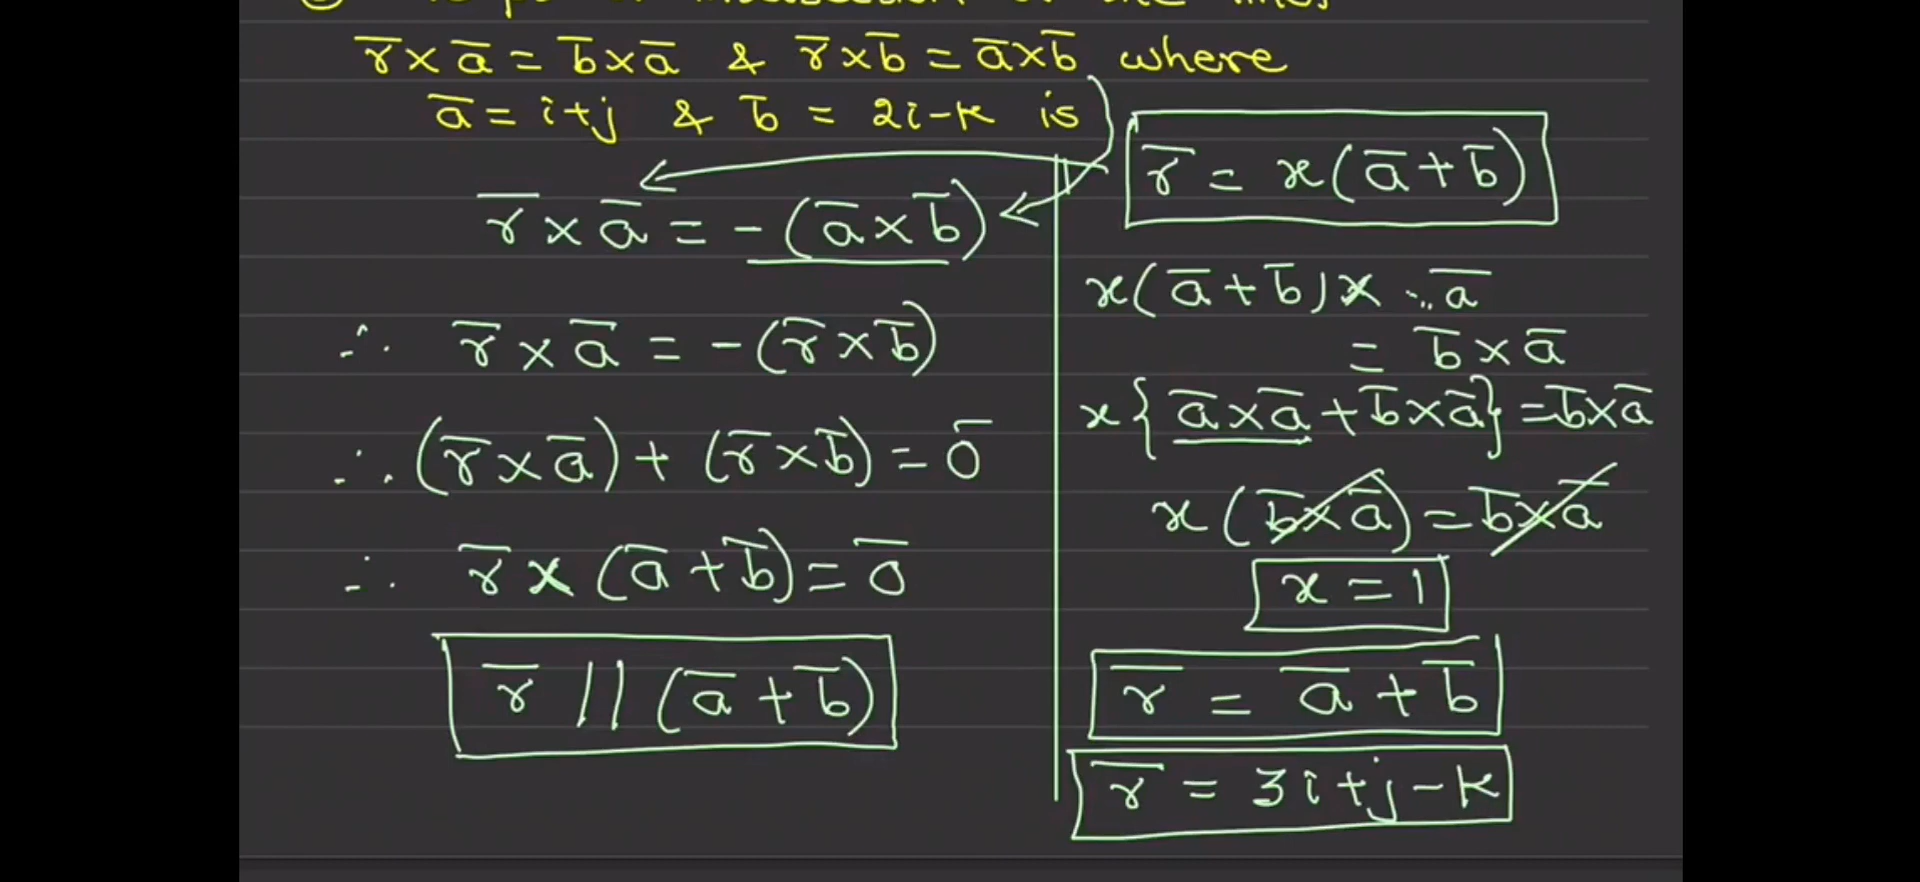 r̅ × a̅ = b̅ × a̅ & r̅ × b̅ = a̅ × b̅ where
a̅ = i + j & b̅ = 2i - k is
r̅ × a̅ = -(a̅ × b̅)
∴ r̅ × a̅ = -(r̅ × b̅)
∴ (r̅ × a̅) + (r̅ × b̅) = 0̅
∴ r̅ × (a̅ + b̅) = 0̅
r̅ || (a̅ + b̅)
r̅ = x(a̅ + b̅)
x(a̅ + b̅) × a̅
= b̅ × a̅
x{a̅ × a̅ + b̅ × a̅} = b̅ × a̅
x(b̅ × a̅) = b̅ × a̅
x = 1
r̅ = a̅ + b̅
r̅ = 3i + j - k